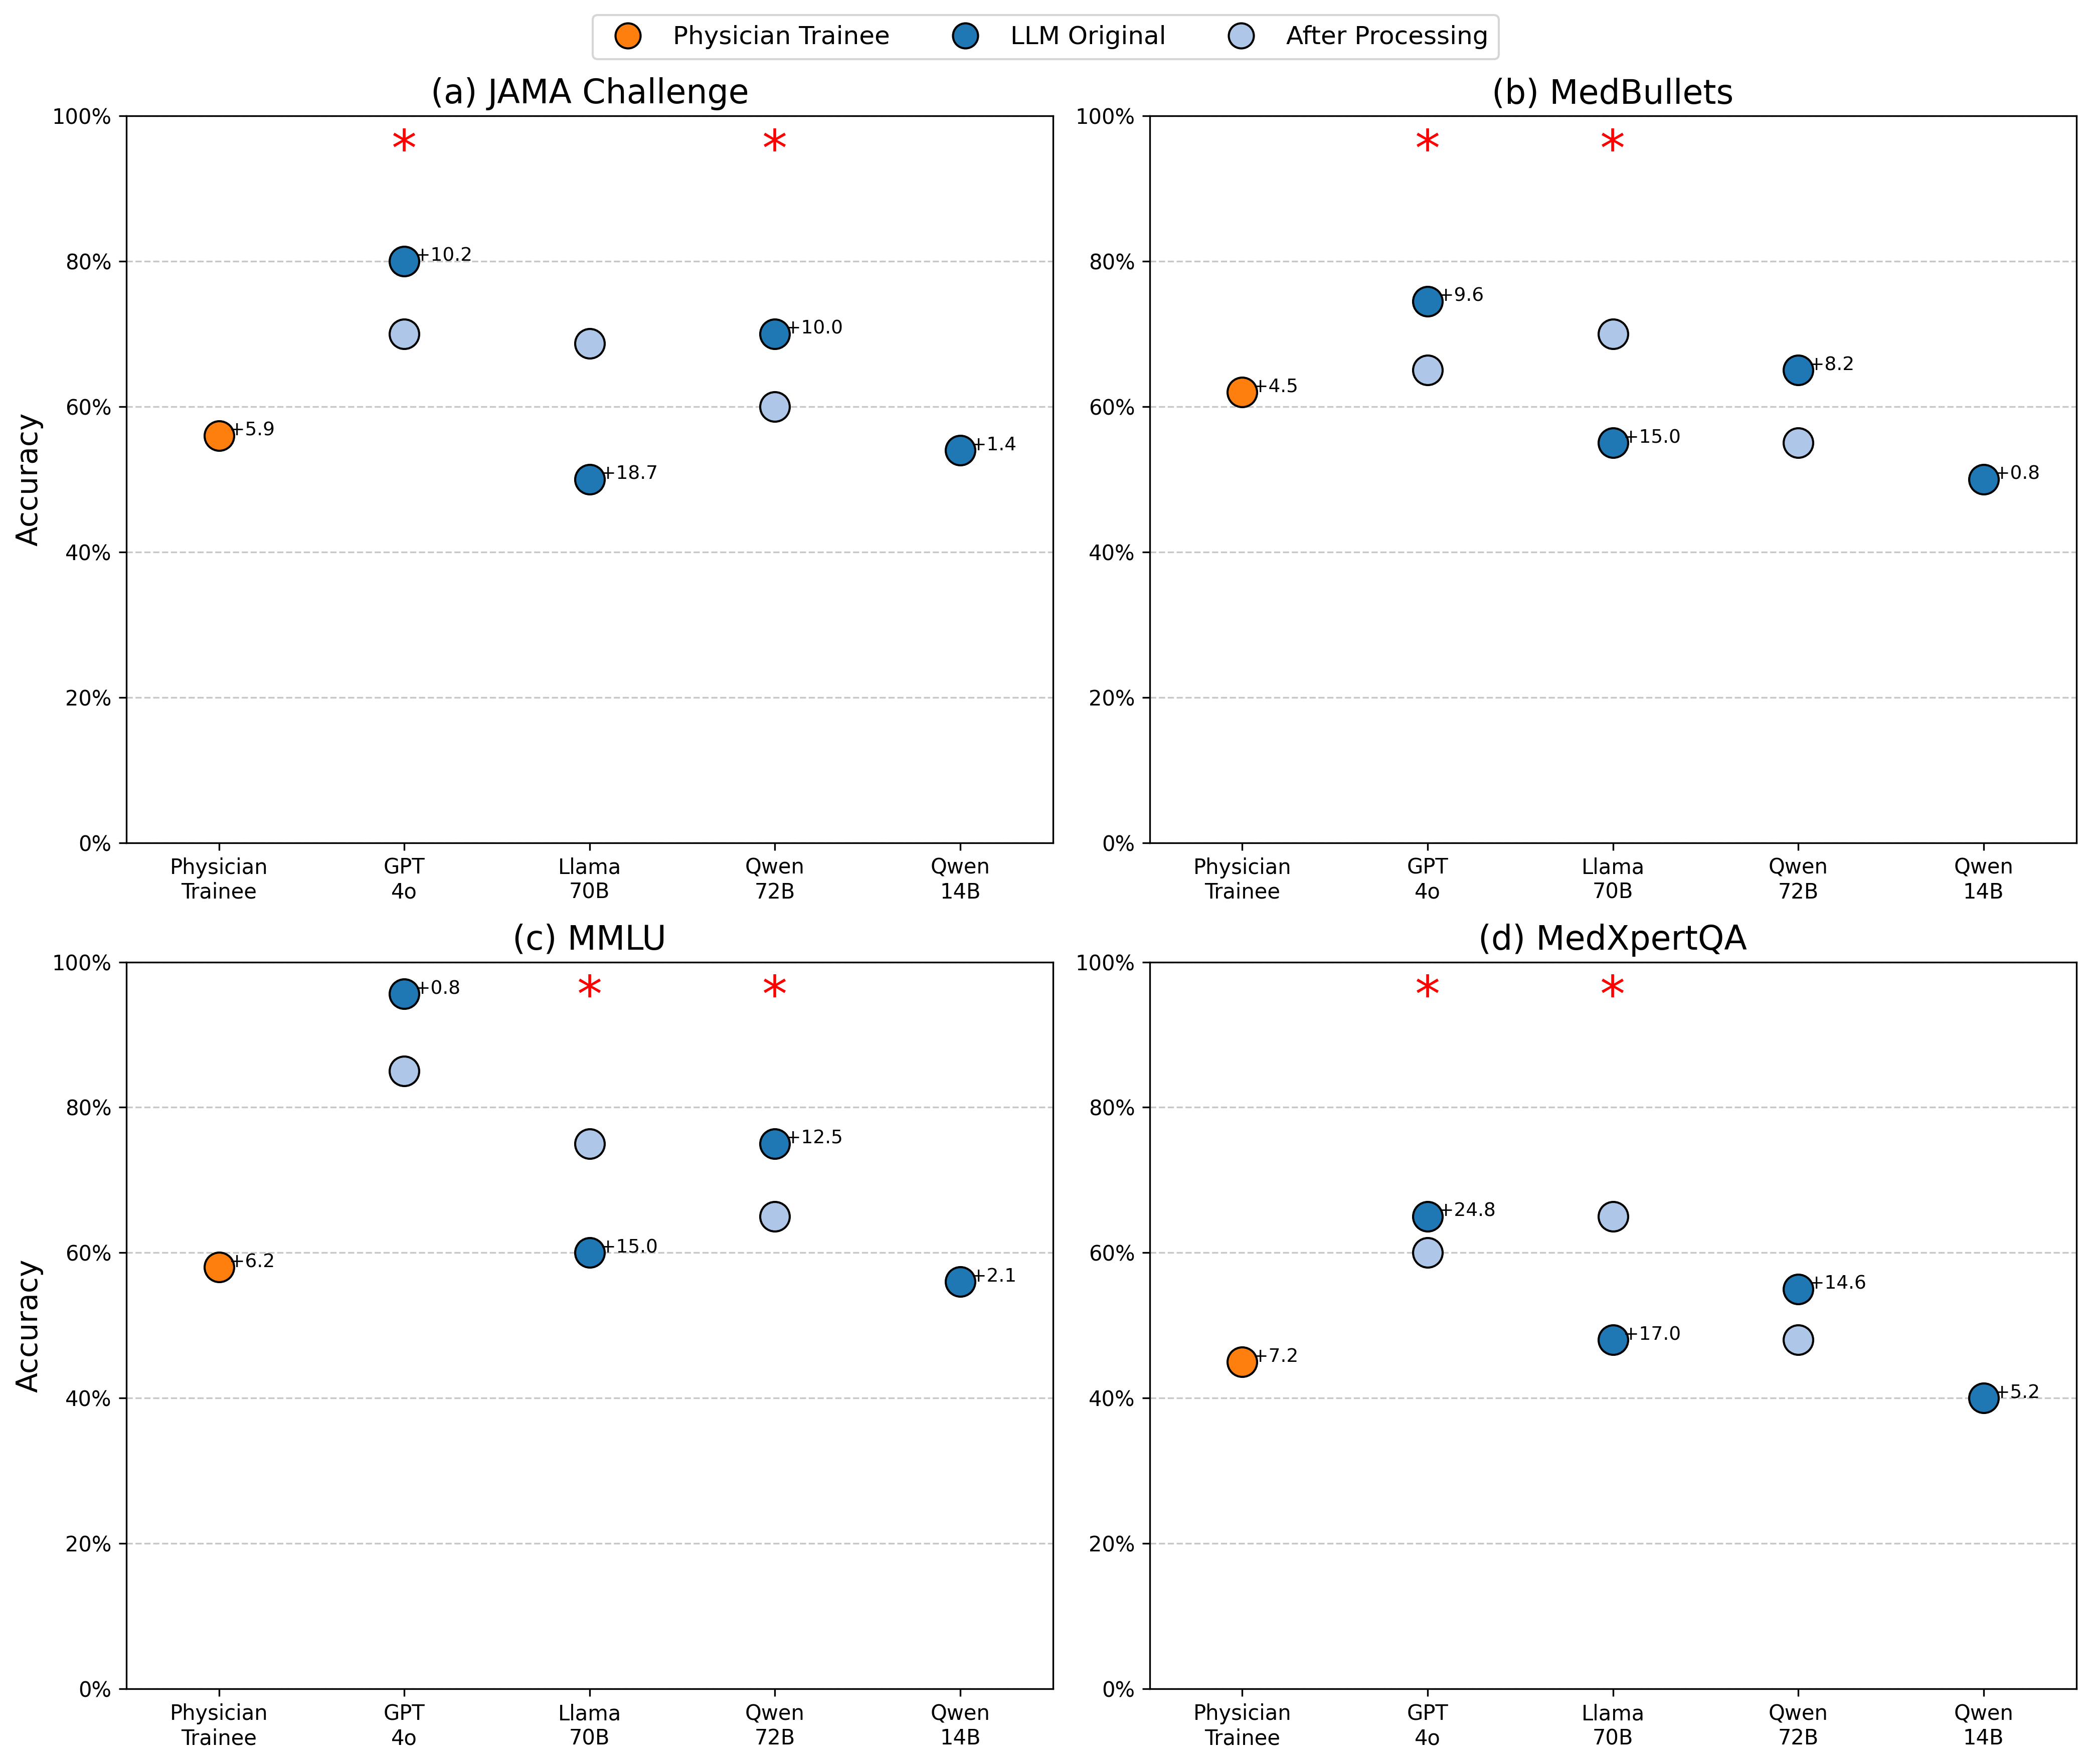 Physician Trainee LLM Original After Processing
(a) JAMA Challenge
100%
80%
60%
40%
20%
0%
Accuracy
*
*
+5.9
+10.2
+18.7
+10.0
+1.4
Physician
Trainee
GPT
4o
Llama
70B
Qwen
72B
Qwen
14B
(b) MedBullets
100%
80%
60%
40%
20%
0%
*
*
+4.5
+9.6
+15.0
+8.2
+0.8
Physician
Trainee
GPT
4o
Llama
70B
Qwen
72B
Qwen
14B
(c) MMLU
100%
80%
60%
40%
20%
0%
Accuracy
*
*
+6.2
+0.8
+15.0
+12.5
+2.1
Physician
Trainee
GPT
4o
Llama
70B
Qwen
72B
Qwen
14B
(d) MedXpertQA
100%
80%
60%
40%
20%
0%
*
*
+7.2
+24.8
+17.0
+14.6
+5.2
Physician
Trainee
GPT
4o
Llama
70B
Qwen
72B
Qwen
14B